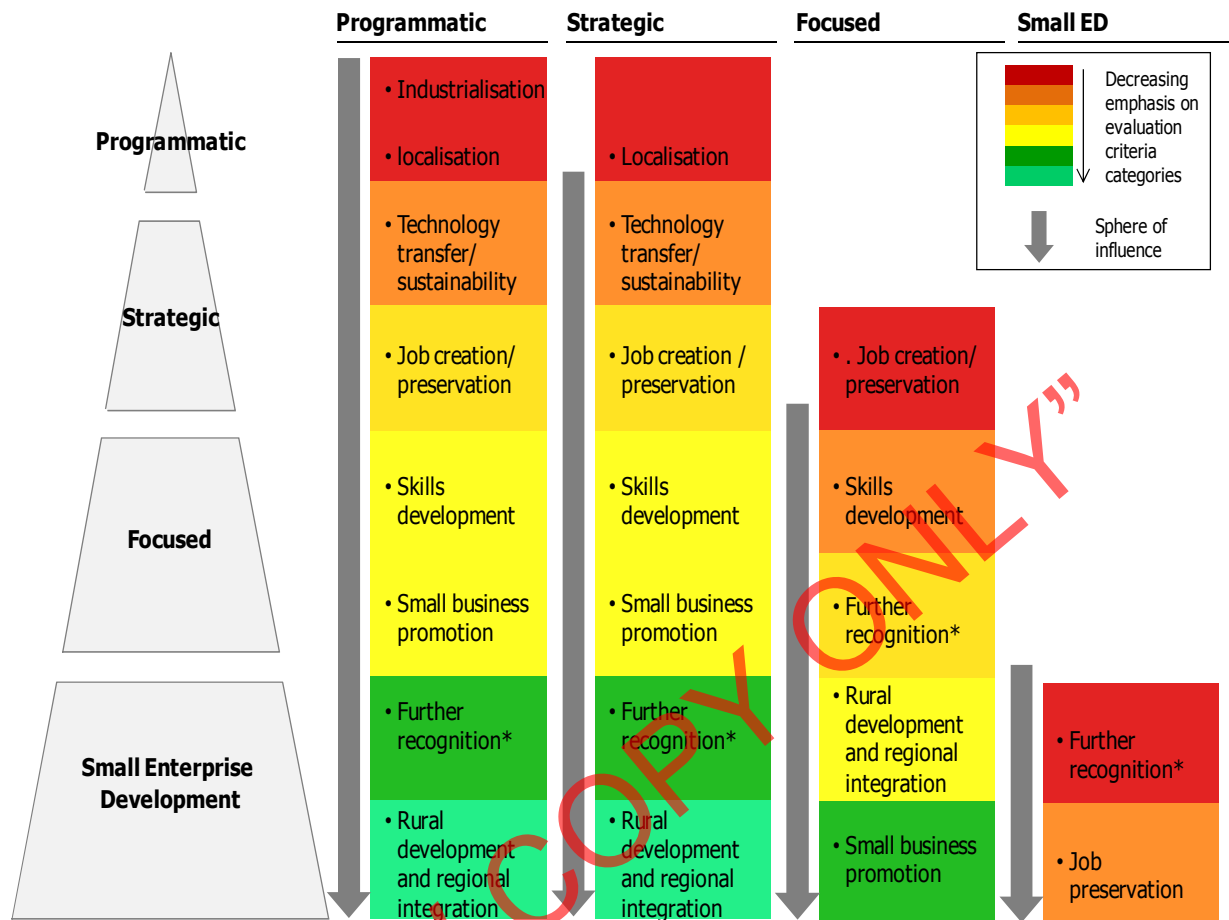 Programmatic
Strategic
Focused
Small ED
Decreasing
emphasis on
evaluation
criteria
categories
Sphere of
influence
Programmatic
Strategic
Focused
Small Enterprise
Development
• Industrialisation
• localisation
• Technology
transfer/
sustainability
• Job creation/
preservation
• Skills
development
• Small business
promotion
• Further
recognition*
• Rural
development
and regional
integration
• Localisation
• Technology
transfer/
sustainability
• Job creation /
preservation
• Skills
development
• Small business
promotion
• Further
recognition*
• Rural
development
and regional
integration
• . Job creation/
preservation
• Skills
development
• Further
recognition*
• Rural
development
and regional
integration
• Small business
promotion
• Further
recognition*
• Job
preservation
COPY ONLY”